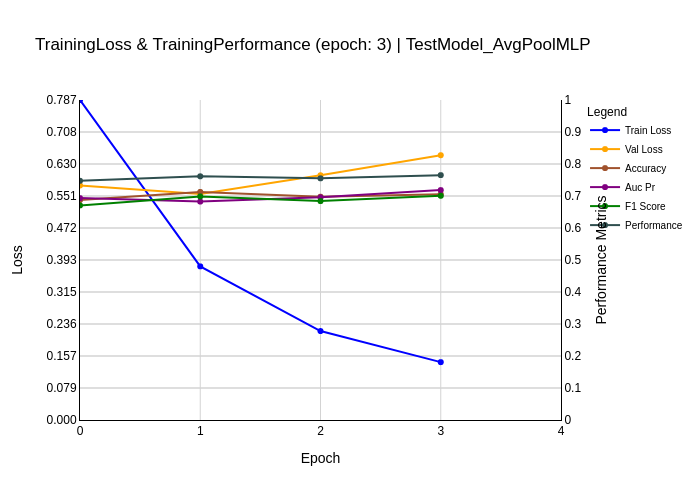 TrainingLoss & TrainingPerformance (epoch: 3) | TestModel_AvgPoolMLP
0.787
0.708
0.630
0.551
0.472
0.393
0.315
0.236
0.157
0.079
0.000
Loss
0 1 2 3 4
Epoch
1
0.9
0.8
0.7
0.6
0.5
0.4
0.3
0.2
0.1
0
Performance Metrics
Legend
Train Loss
Val Loss
Accuracy
Auc Pr
F1 Score
Performance